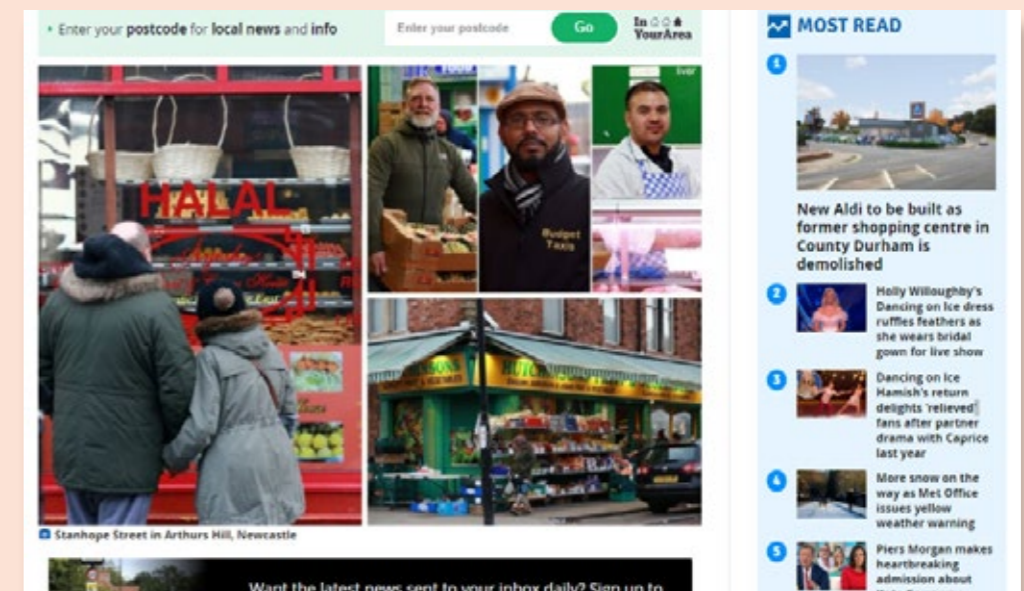 Enter your postcode for local news and info
Enter your postcode
Go
In
YourArea
HALAL
Budget
Taxis
Stanhope Street in Arthurs Hill, Newcastle
Want the latest news sent to your inbox daily? Sign up to
MOST READ
1
New Aldi to be built as
former shopping centre in
County Durham is
demolished
2
Holly Willoughby's
Dancing on Ice dress
ruffles feathers as
she wears bridal
gown for live show
3
Dancing on Ice
Hamish's return
delights 'relieved'
fans after partner
drama with Caprice
last year
4
More snow on the
way as Met Office
issues yellow
weather warning
5
Piers Morgan makes
heartbreaking
admission about